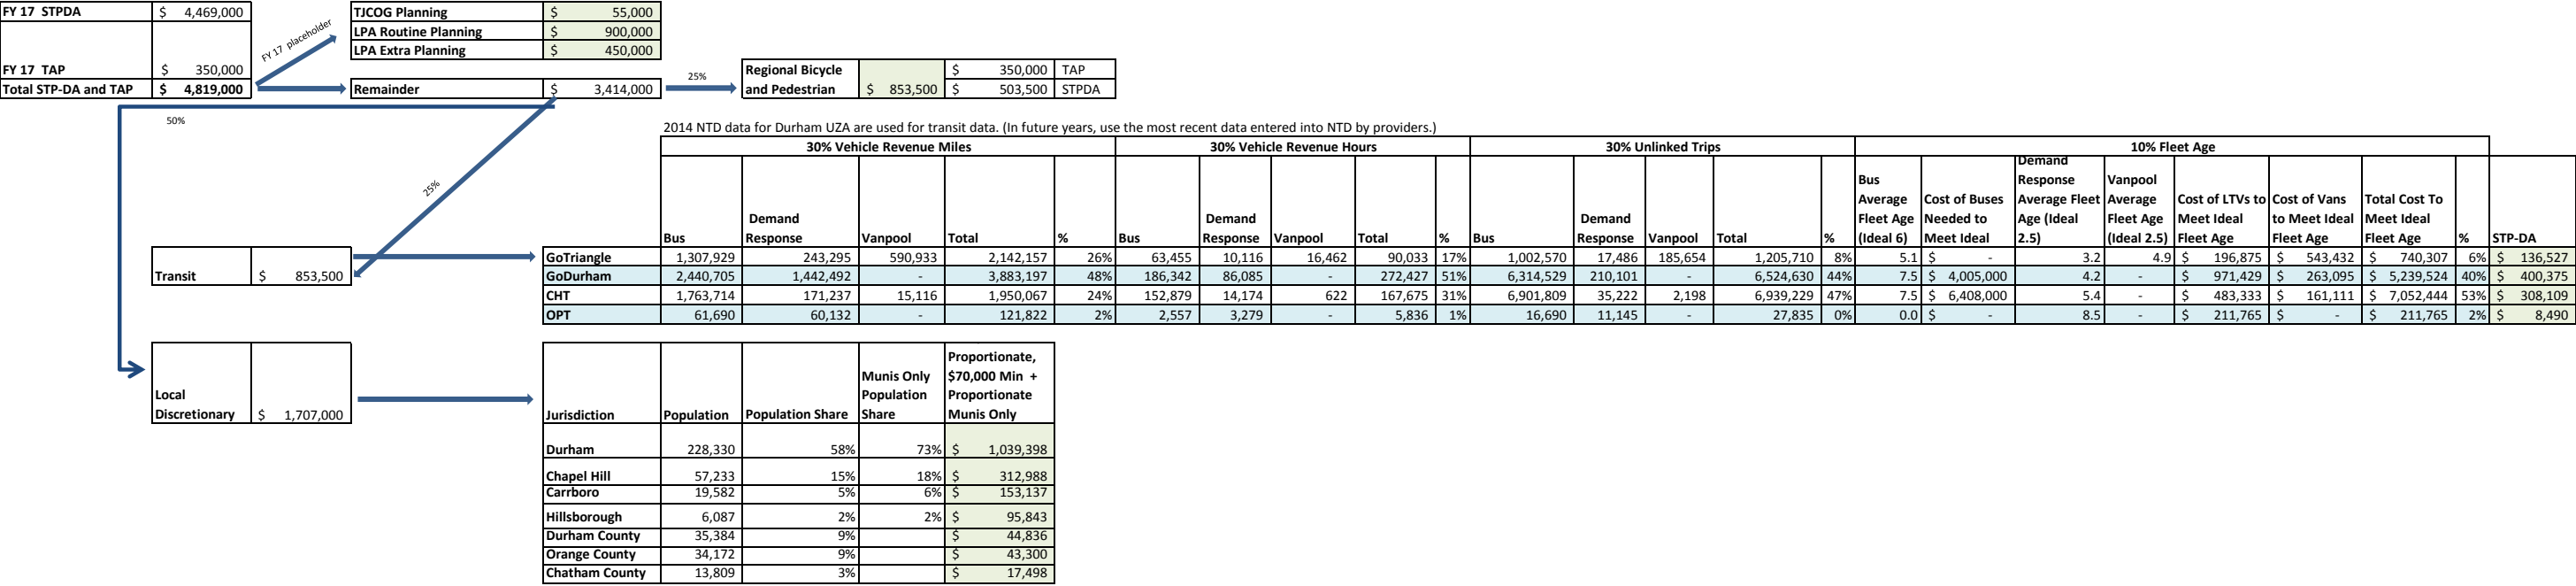 FY 17 STPDA $ 4,469,000 TJCOG Planning $ 55,000
LPA Routine Planning $ 900,000
FY 17 placeholder
LPA Extra Planning $ 450,000
FY 17 TAP $ 350,000 Regional Bicycle $ 350,000 TAP
Total STP-DA and TAP $ 4,819,000 Remainder $ 3,414,000 25% and Pedestrian $ 853,500 $ 503,500 STPDA
50%
2014 NTD data for Durham UZA are used for transit data. (In future years, use the most recent data entered into NTD by providers.)
30% Vehicle Revenue Miles 30% Vehicle Revenue Hours 30% Unlinked Trips 10% Fleet Age
25%
Bus Demand Response Vanpool Total % Bus Demand Response Vanpool Total % Bus Demand Response Vanpool Total % Bus Average Fleet Age (Ideal 6) Cost of Buses Needed to Meet Ideal Demand Response Average Fleet Age (Ideal 2.5) Vanpool Average Fleet Age (Ideal 2.5) Cost of LTVs to Meet Ideal Fleet Age Cost of Vans to Meet Ideal Fleet Age Total Cost To Meet Ideal Fleet Age % STP-DA
GoTriangle 1,307,929 243,295 590,933 2,142,157 26% 63,455 10,116 16,462 90,033 17% 1,002,570 17,486 185,654 1,205,710 8% 5.1 $ - 3.2 4.9 $ 196,875 $ 543,432 $ 740,307 6% $ 136,527
Transit $ 853,500
GoDurham 2,440,705 1,442,492 - 3,883,197 48% 186,342 86,085 - 272,427 51% 6,314,529 210,101 - 6,524,630 44% 7.5 $ 4,005,000 4.2 - $ 971,429 $ 263,095 $ 5,239,524 40% $ 400,375
CHT 1,763,714 171,237 15,116 1,950,067 24% 152,879 14,174 622 167,675 31% 6,901,809 35,222 2,198 6,939,229 47% 7.5 $ 6,408,000 5.4 - $ 483,333 $ 161,111 $ 7,052,444 53% $ 308,109
OPT 61,690 60,132 - 121,822 2% 2,557 3,279 - 5,836 1% 16,690 11,145 - 27,835 0% 0.0 $ - 8.5 - $ 211,765 $ - $ 211,765 2% $ 8,490
Local
Discretionary $ 1,707,000
Jurisdiction Population Population Share Munis Only Population Share Proportionate, $70,000 Min + Proportionate Munis Only
Durham 228,330 58% 73% $ 1,039,398
Chapel Hill 57,233 15% 18% $ 312,988
Carrboro 19,582 5% 6% $ 153,137
Hillsborough 6,087 2% 2% $ 95,843
Durham County 35,384 9% $ 44,836
Orange County 34,172 9% $ 43,300
Chatham County 13,809 3% $ 17,498